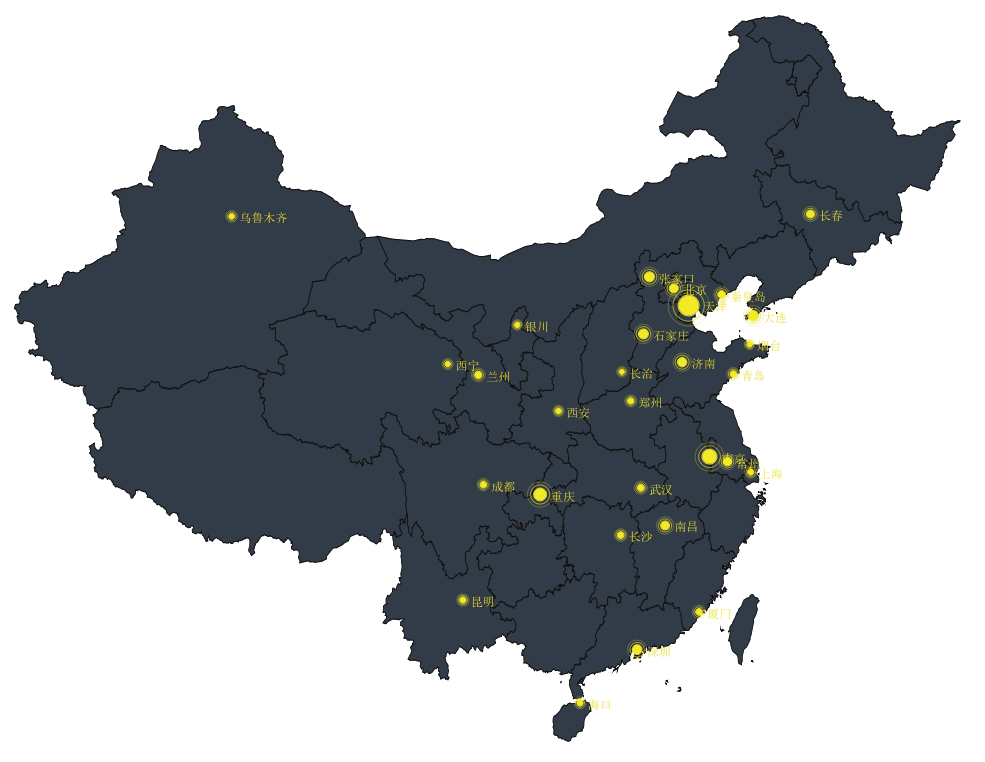 乌鲁木齐
长春
张家口
北京
秦皇岛
天津
大连
银川
石家庄
烟台
西宁
济南
兰州
长治
青岛
郑州
西安
南京
常州
上海
成都
武汉
重庆
南昌
长沙
昆明
厦门
深圳
海口